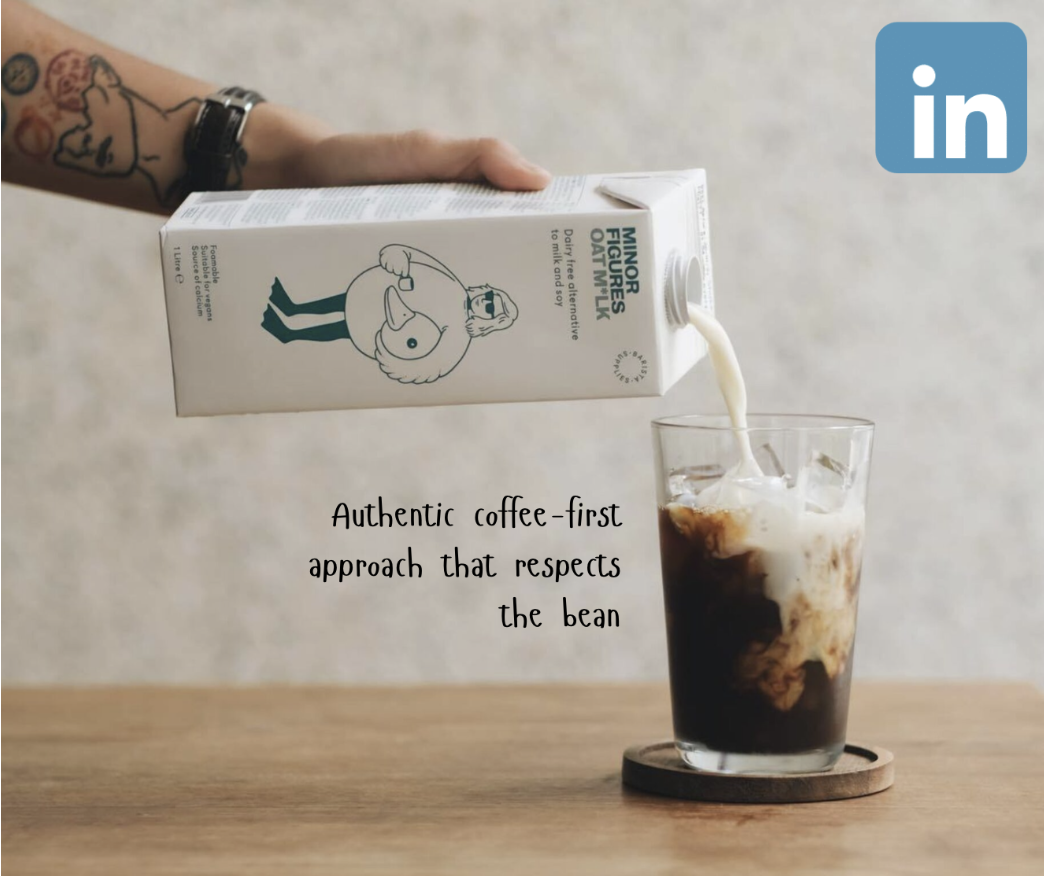 in
MINOR
FIGURES
OAT M*LK
Dairy free alternative
to milk and soy
BARISTA
Foamable
Suitable for vegans
Source of calcium
1 Litre ℮
Authentic coffee-first
approach that respects
the bean